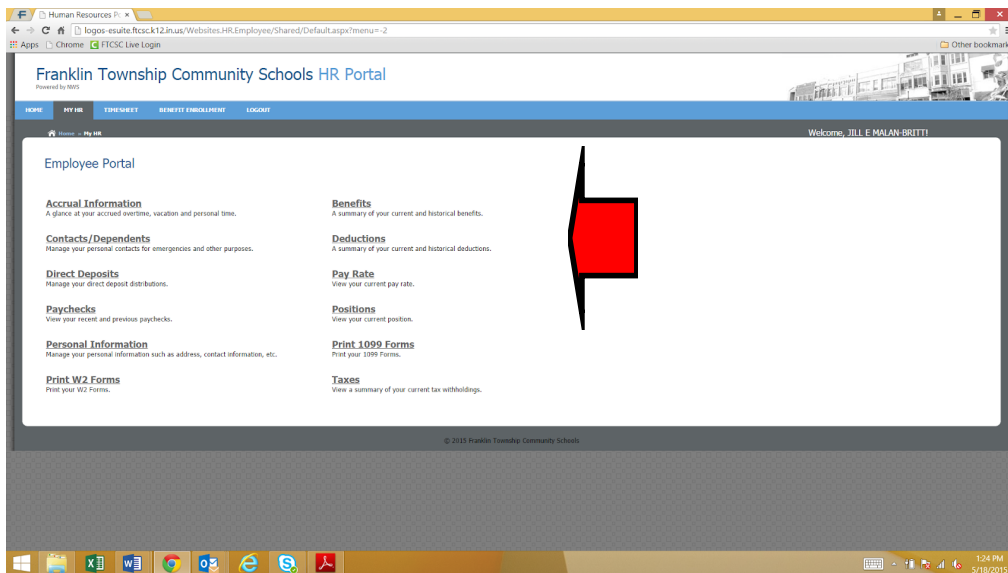 Human Resources Po
logos-esuite.ftcsc.k12.in.us/Websites.HR.Employee/Shared/Default.aspx?menu=-2
Apps Chrome FTCSC Live Login Other bookmark
Franklin Township Community Schools HR Portal
Powered by NWS
HOME MY HR TIMESHEET BENEFIT ENROLLMENT LOGOUT
Home » My HR Welcome, JILL E MALAN-BRITT!
Employee Portal
Accrual Information
A glance at your accrued overtime, vacation and personal time.
Benefits
A summary of your current and historical benefits.
Contacts/Dependents
Manage your personal contacts for emergencies and other purposes.
Deductions
A summary of your current and historical deductions.
Direct Deposits
Manage your direct deposit distributions.
Pay Rate
View your current pay rate.
Paychecks
View your recent and previous paychecks.
Positions
View your current position.
Personal Information
Manage your personal information such as address, contact information, etc.
Print 1099 Forms
Print your 1099 Forms.
Print W2 Forms
Print your W2 Forms.
Taxes
View a summary of your current tax withholdings.
© 2015 Franklin Township Community Schools
1:24 PM
5/18/201